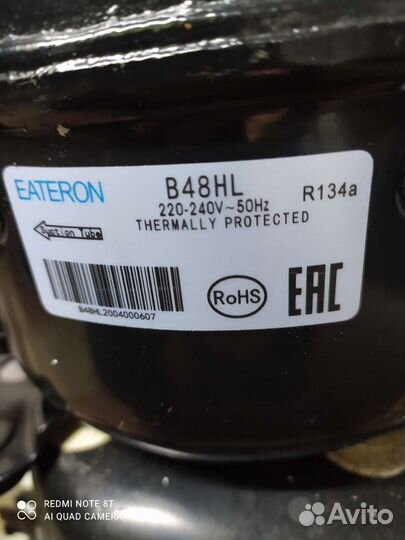 EATERON
B48HL
R134a
220-240V~50Hz
THERMALLY PROTECTED
Suction Tube
B48HL2004000607
RoHS
EAC
REDMI NOTE 8T
AI QUAD CAMERA
Avito